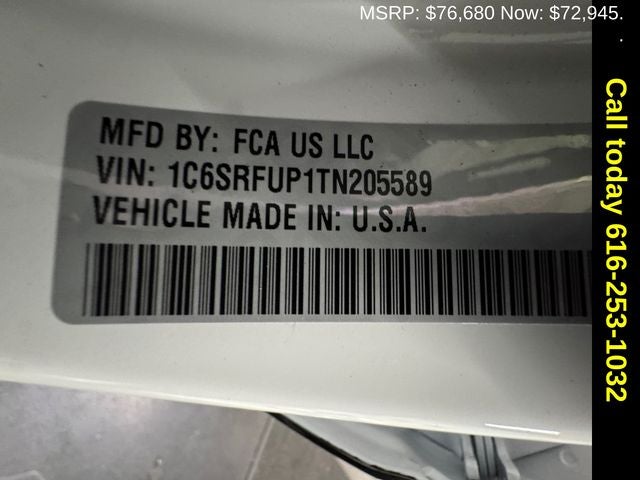 MSRP: $76,680 Now: $72,945.
.
MFD BY: FCA US LLC
VIN: 1C6SRFUP1TN205589
VEHICLE MADE IN: U.S.A.
Call today 616-253-1032